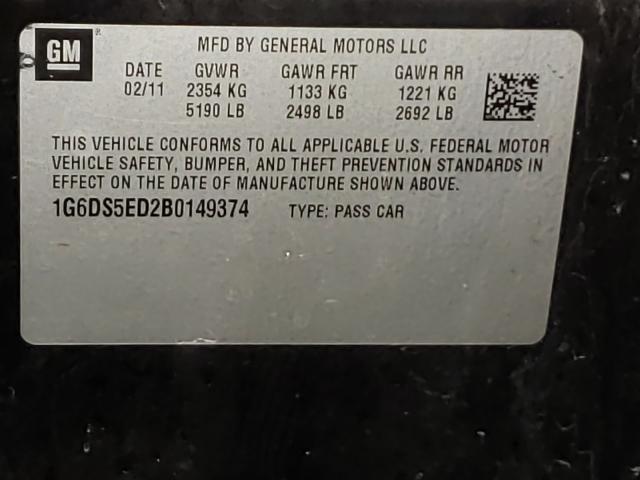 GM®
MFD BY GENERAL MOTORS LLC
DATE GVWR GAWR FRT GAWR RR
02/11 2354 KG 1133 KG 1221 KG
5190 LB 2498 LB 2692 LB
THIS VEHICLE CONFORMS TO ALL APPLICABLE U.S. FEDERAL MOTOR
VEHICLE SAFETY, BUMPER, AND THEFT PREVENTION STANDARDS IN
EFFECT ON THE DATE OF MANUFACTURE SHOWN ABOVE.
1G6DS5ED2B0149374 TYPE: PASS CAR